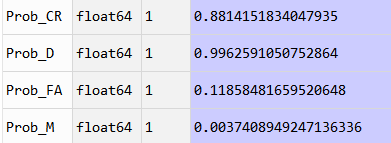 Prob_CR float64 1 0.8814151834047935
Prob_D float64 1 0.9962591050752864
Prob_FA float64 1 0.11858481659520648
Prob_M float64 1 0.0037408949247136336